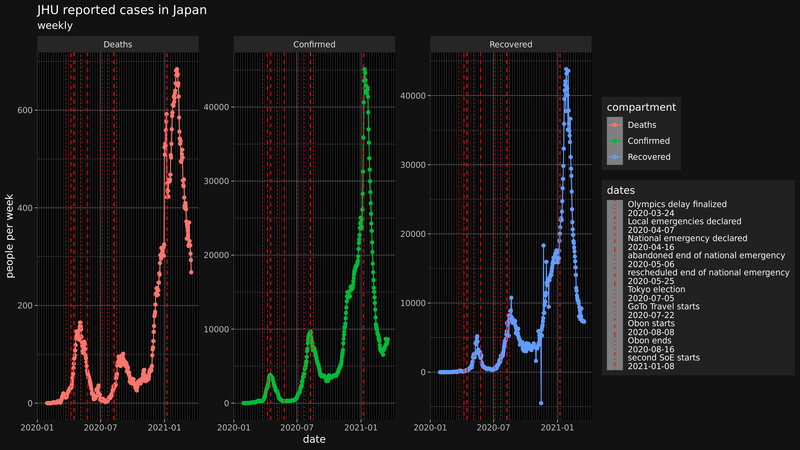 JHU reported cases in Japan
weekly
Deaths
Confirmed
Recovered
people per week
600
400
200
0
2020-01
2020-07
2021-01
40000
30000
20000
10000
0
2020-01
2020-07
2021-01
40000
30000
20000
10000
0
2020-01
2020-07
2021-01
date
compartment
Deaths
Confirmed
Recovered
dates
Olympics delay finalized
2020-03-24
Local emergencies declared
2020-04-07
National emergency declared
2020-04-16
abandoned end of national emergency
2020-05-06
rescheduled end of national emergency
2020-05-25
Tokyo election
2020-07-05
GoTo Travel starts
2020-07-22
Obon starts
2020-08-08
Obon ends
2020-08-16
second SoE starts
2021-01-08